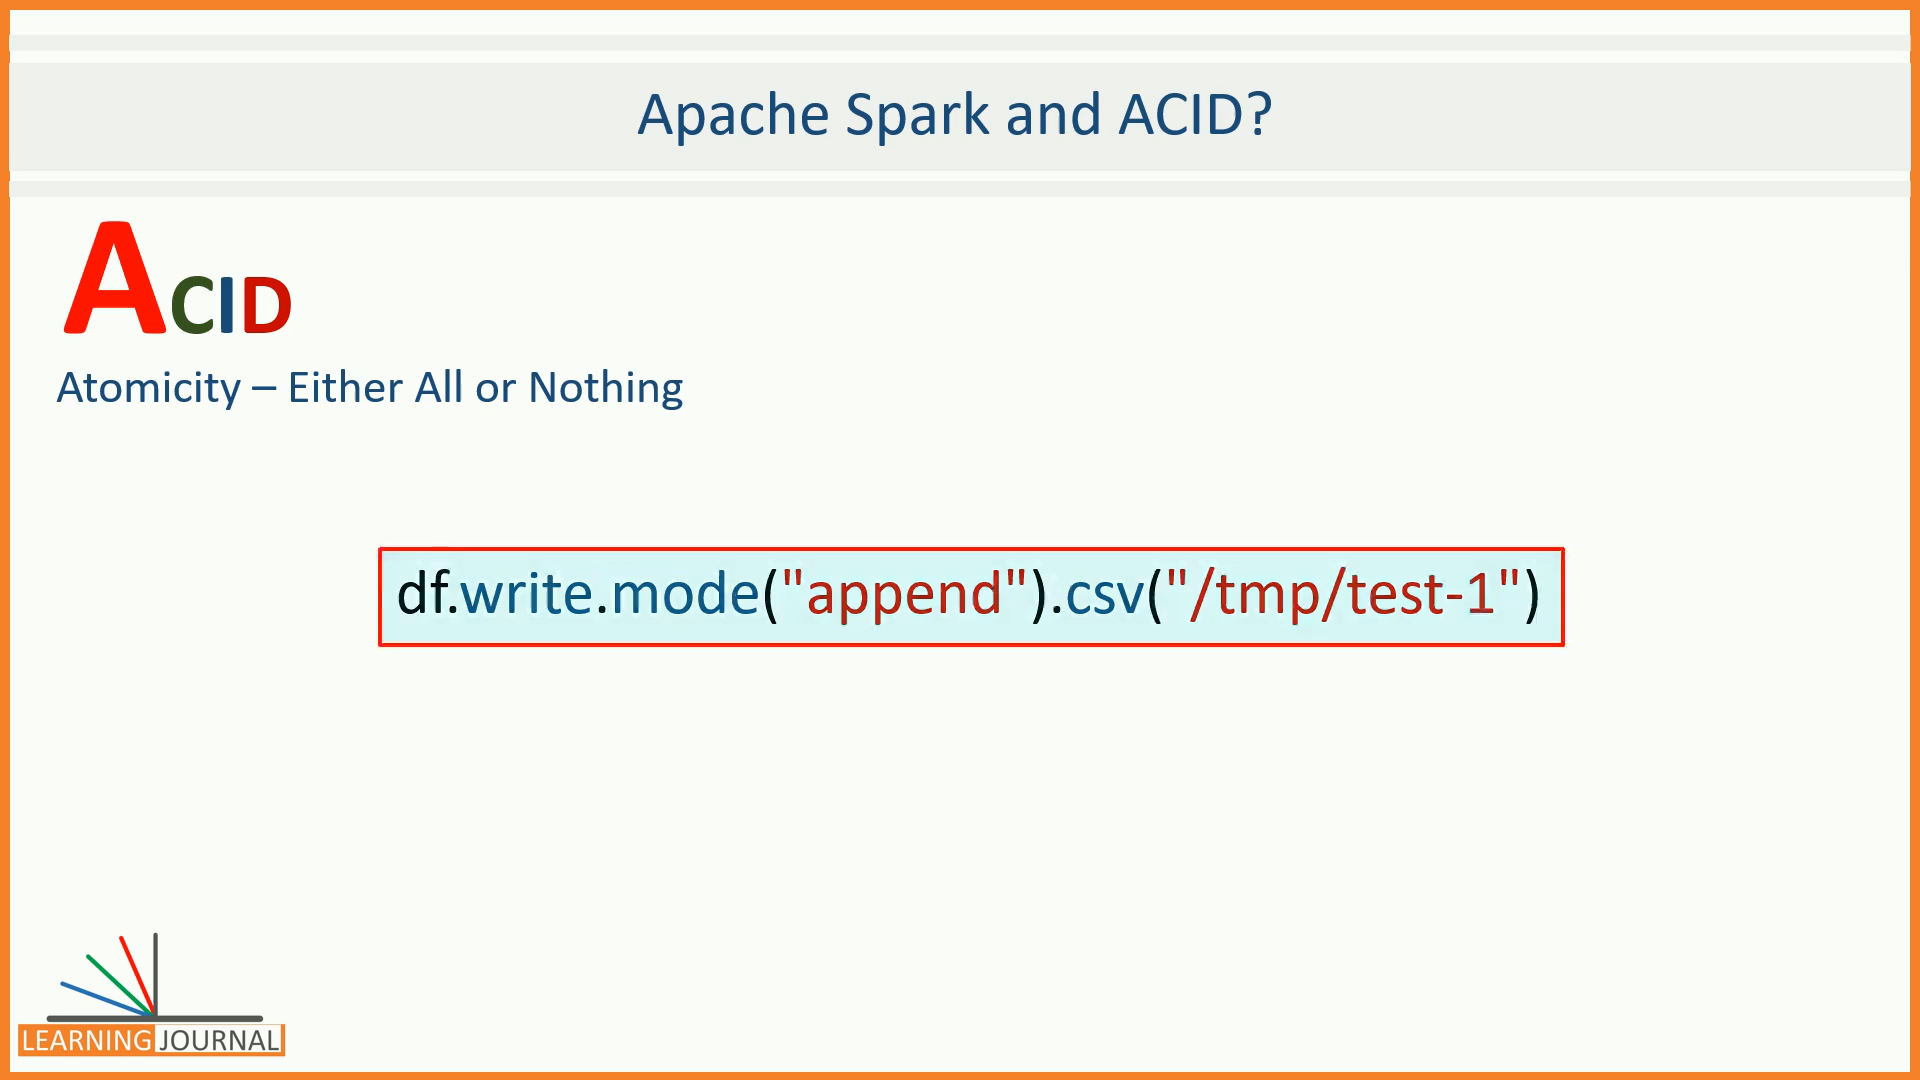 Apache Spark and ACID?
ACID
Atomicity – Either All or Nothing
df.write.mode("append").csv("/tmp/test-1")
LEARNING JOURNAL